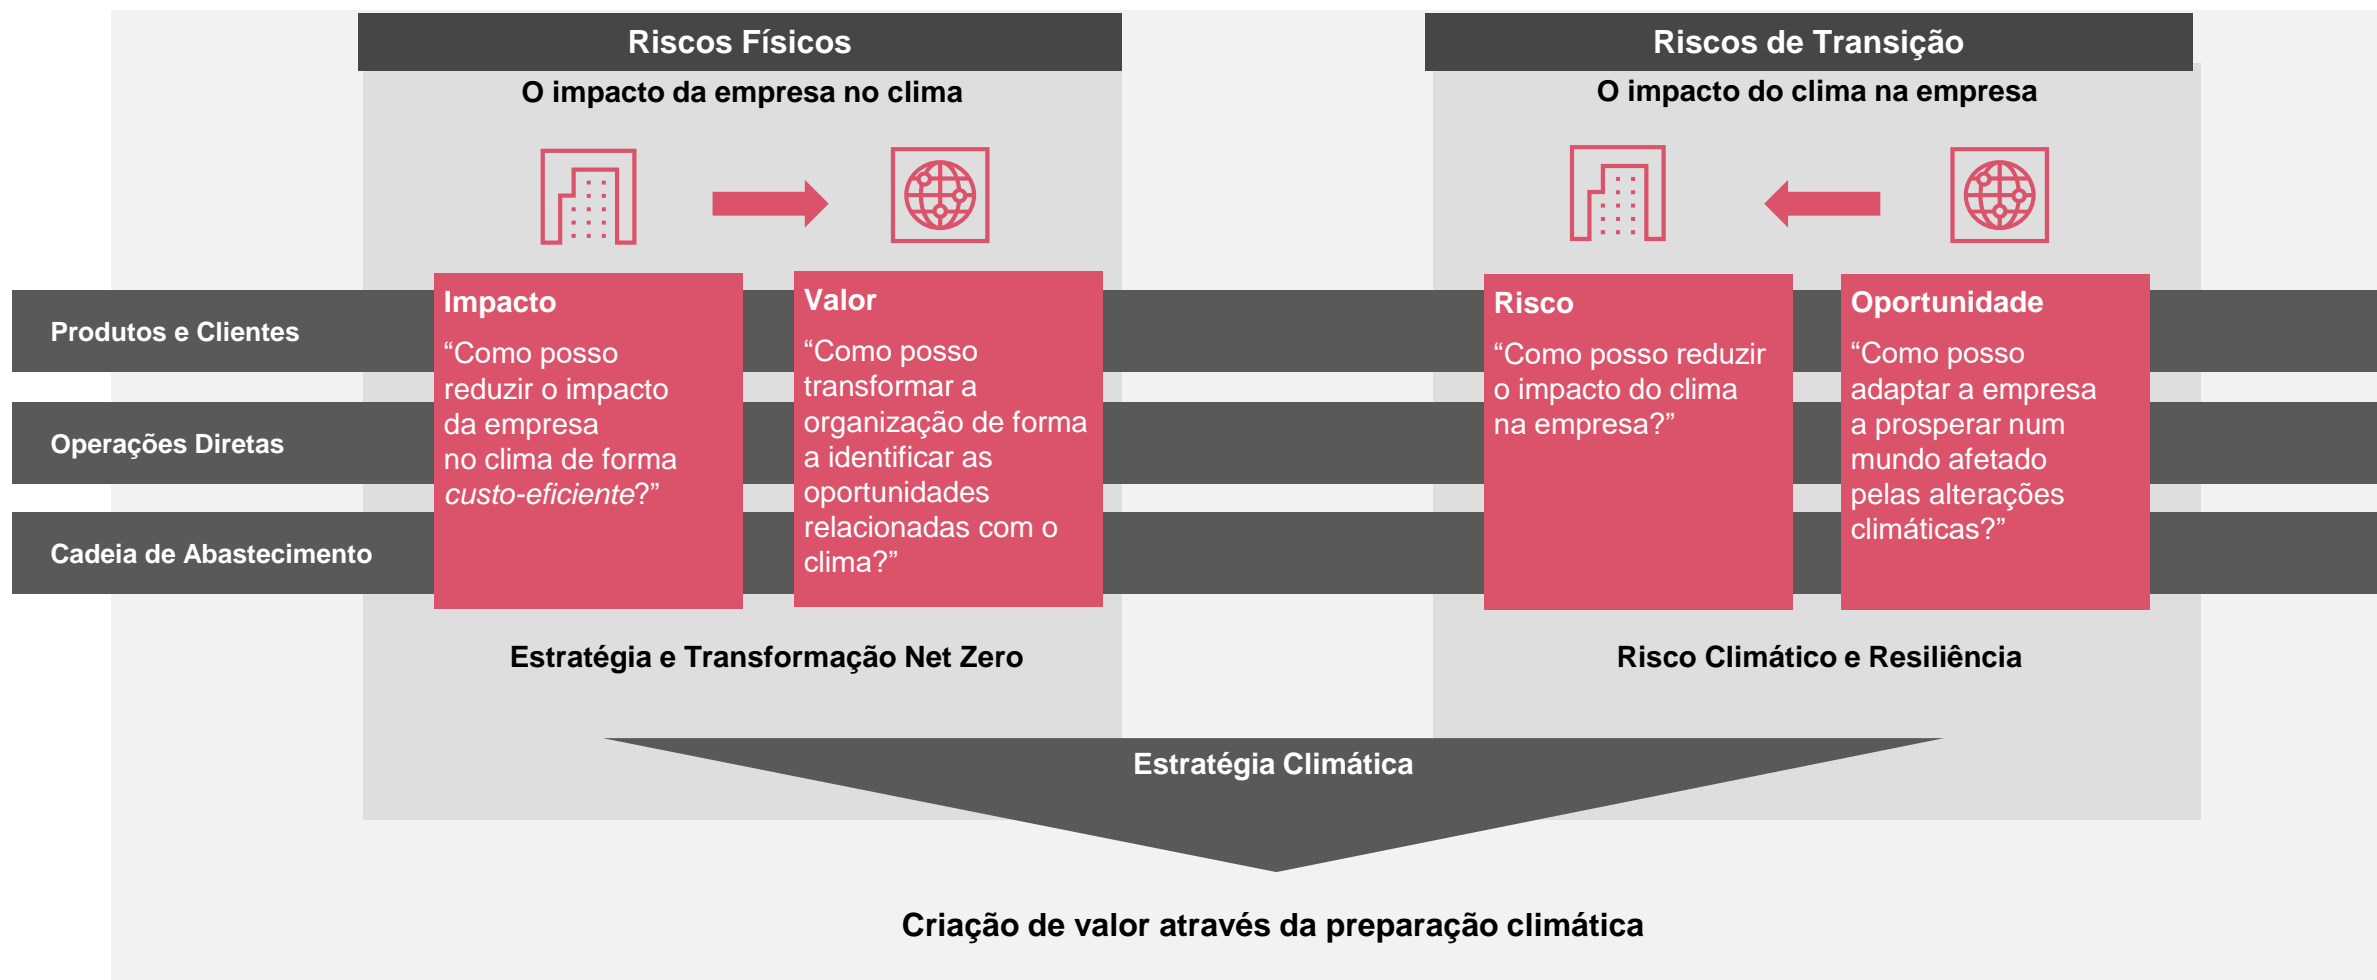 Riscos Físicos
O impacto da empresa no clima
Riscos de Transição
O impacto do clima na empresa
Produtos e Clientes
Operações Diretas
Cadeia de Abastecimento
Impacto
“Como posso
reduzir o impacto
da empresa
no clima de forma
custo-eficiente?”
Valor
“Como posso
transformar a
organização de forma
a identificar as
oportunidades
relacionadas com o
clima?”
Risco
“Como posso reduzir
o impacto do clima
na empresa?”
Oportunidade
“Como posso
adaptar a empresa
a prosperar num
mundo afetado
pelas alterações
climáticas?”
Estratégia e Transformação Net Zero
Risco Climático e Resiliência
Estratégia Climática
Criação de valor através da preparação climática